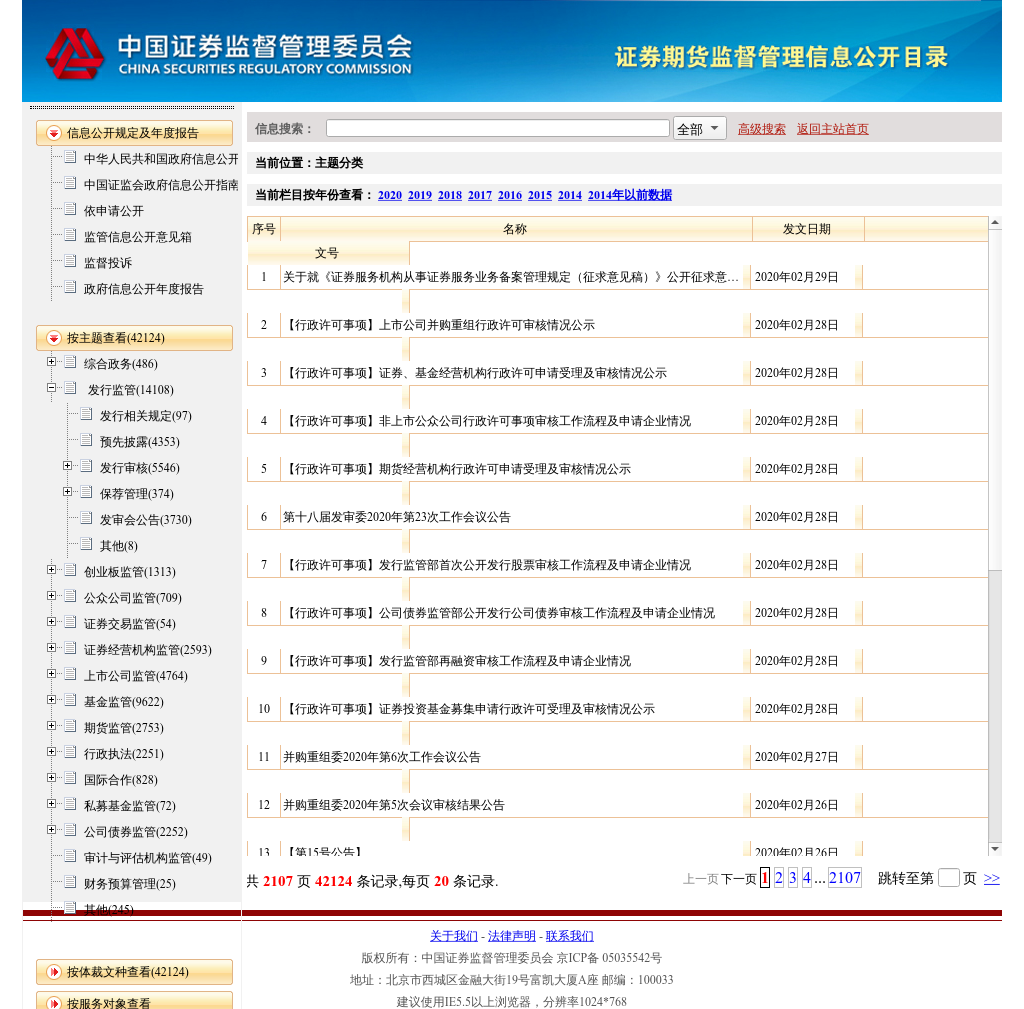 中国证券监督管理委员会
CHINA SECURITIES REGULATORY COMMISSION
证券期货监督管理信息公开目录
信息公开规定及年度报告
中华人民共和国政府信息公开
中国证监会政府信息公开指南
依申请公开
监管信息公开意见箱
监督投诉
政府信息公开年度报告
按主题查看(42124)
综合政务(486)
发行监管(14108)
发行相关规定(97)
预先披露(4353)
发行审核(5546)
保荐管理(374)
发审会公告(3730)
其他(8)
创业板监管(1313)
公众公司监管(709)
证券交易监管(54)
证券经营机构监管(2593)
上市公司监管(4764)
基金监管(9622)
期货监管(2753)
行政执法(2251)
国际合作(828)
私募基金监管(72)
公司债券监管(2252)
审计与评估机构监管(49)
财务预算管理(25)
其他(245)
按体裁文种查看(42124)
按服务对象查看
信息搜索： 全部 高级搜索 返回主站首页
当前位置：主题分类
当前栏目按年份查看： 2020 2019 2018 2017 2016 2015 2014 2014年以前数据
序号 名称 发文日期
文号
1 关于就《证券服务机构从事证券服务业务备案管理规定（征求意见稿）》公开征求意… 2020年02月29日
2 【行政许可事项】上市公司并购重组行政许可审核情况公示 2020年02月28日
3 【行政许可事项】证券、基金经营机构行政许可申请受理及审核情况公示 2020年02月28日
4 【行政许可事项】非上市公众公司行政许可事项审核工作流程及申请企业情况 2020年02月28日
5 【行政许可事项】期货经营机构行政许可申请受理及审核情况公示 2020年02月28日
6 第十八届发审委2020年第23次工作会议公告 2020年02月28日
7 【行政许可事项】发行监管部首次公开发行股票审核工作流程及申请企业情况 2020年02月28日
8 【行政许可事项】公司债券监管部公开发行公司债券审核工作流程及申请企业情况 2020年02月28日
9 【行政许可事项】发行监管部再融资审核工作流程及申请企业情况 2020年02月28日
10 【行政许可事项】证券投资基金募集申请行政许可受理及审核情况公示 2020年02月28日
11 并购重组委2020年第6次工作会议公告 2020年02月27日
12 并购重组委2020年第5次会议审核结果公告 2020年02月26日
13 【第15号公告】 2020年02月26日
共 2107 页 42124 条记录,每页 20 条记录. 上一页 下一页 1 2 3 4 ... 2107 跳转至第 页 >>
关于我们 - 法律声明 - 联系我们
版权所有：中国证券监督管理委员会 京ICP备 05035542号
地址：北京市西城区金融大街19号富凯大厦A座 邮编：100033
建议使用IE5.5以上浏览器，分辨率1024*768